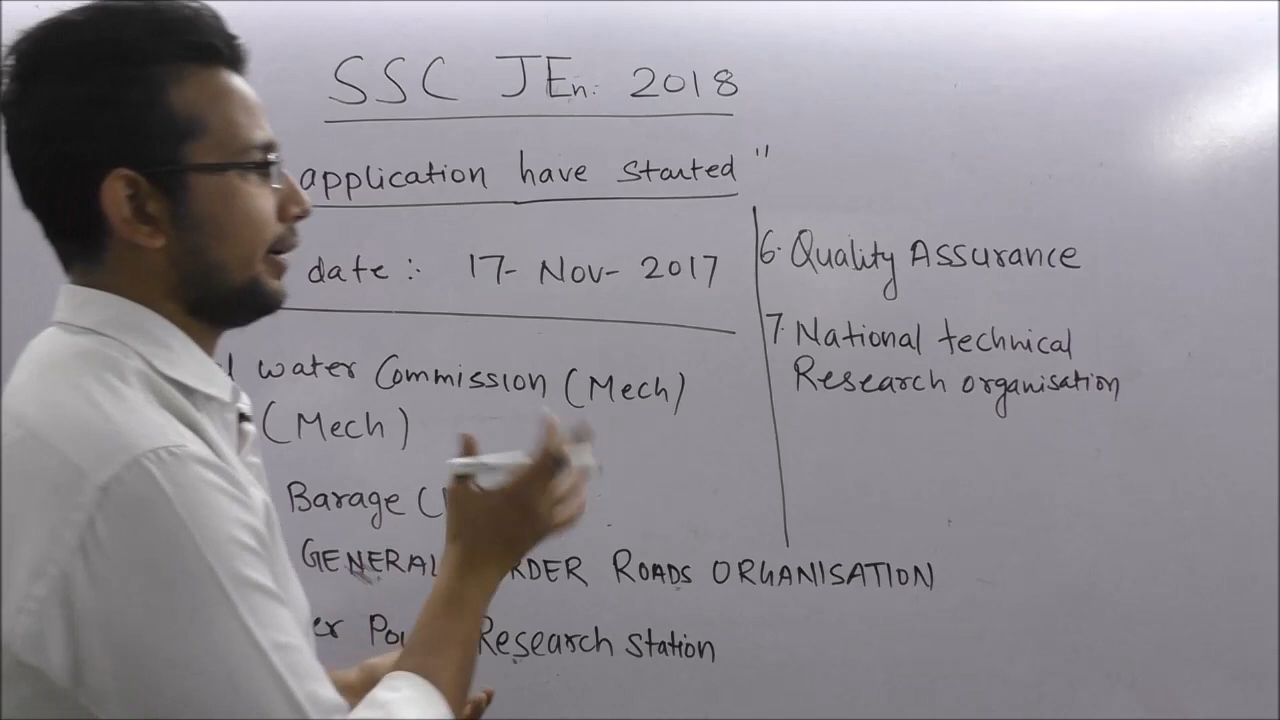 SSC JEn. 2018
application have started"
date :- 17-Nov-2017
water Commission (Mech)
(Mech)
Barage (
GENERAL ROADS ORGANISATION
Research station
6. Quality Assurance
7. National technical
Research organisation